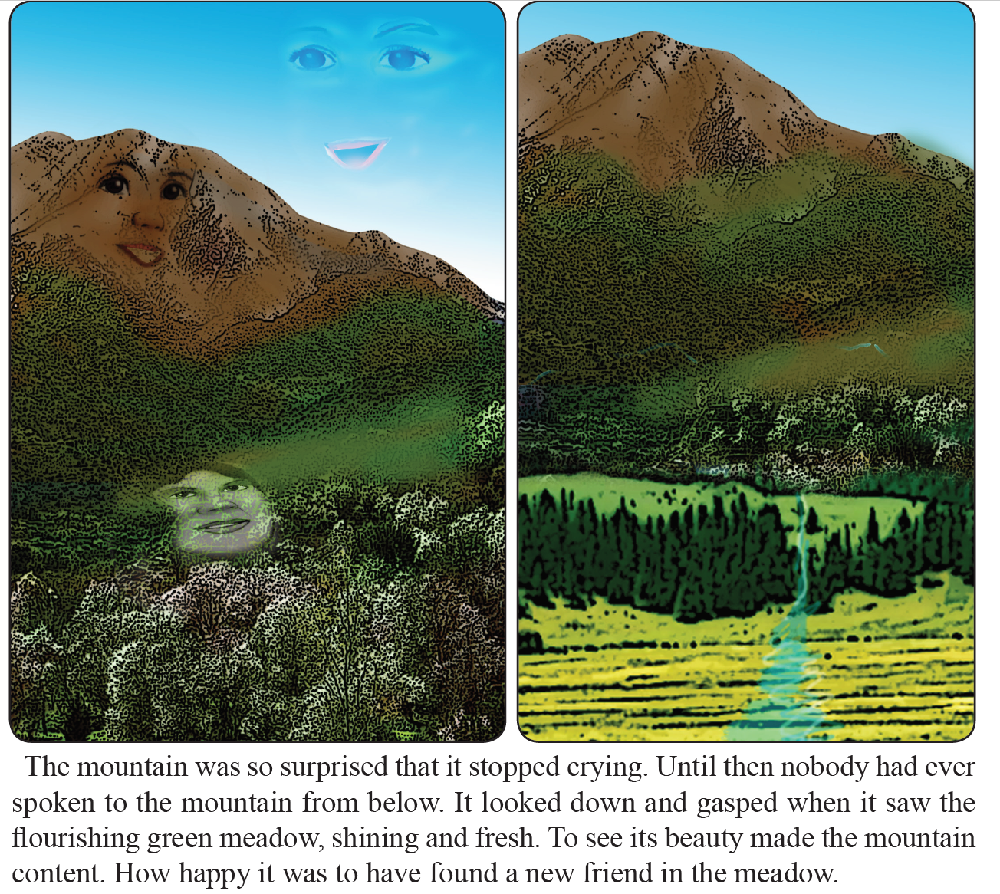 The mountain was so surprised that it stopped crying. Until then nobody had ever
spoken to the mountain from below. It looked down and gasped when it saw the
flourishing green meadow, shining and fresh. To see its beauty made the mountain
content. How happy it was to have found a new friend in the meadow.